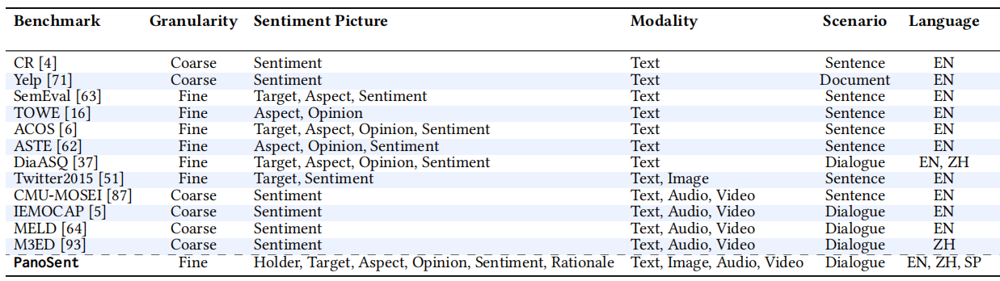 Benchmark Granularity Sentiment Picture Modality Scenario Language
CR [4] Coarse Sentiment Text Sentence EN
Yelp [71] Coarse Sentiment Text Document EN
SemEval [63] Fine Target, Aspect, Sentiment Text Sentence EN
TOWE [16] Fine Aspect, Opinion Text Sentence EN
ACOS [6] Fine Target, Aspect, Opinion, Sentiment Text Sentence EN
ASTE [62] Fine Aspect, Opinion, Sentiment Text Sentence EN
DiaASQ [37] Fine Target, Aspect, Opinion, Sentiment Text Dialogue EN, ZH
Twitter2015 [51] Fine Target, Sentiment Text, Image Sentence EN
CMU-MOSEI [87] Coarse Sentiment Text, Audio, Video Sentence EN
IEMOCAP [5] Coarse Sentiment Text, Audio, Video Dialogue EN
MELD [64] Coarse Sentiment Text, Audio, Video Dialogue EN
M3ED [93] Coarse Sentiment Text, Audio, Video Dialogue ZH
PanoSent Fine Holder, Target, Aspect, Opinion, Sentiment, Rationale Text, Image, Audio, Video Dialogue EN, ZH, SP